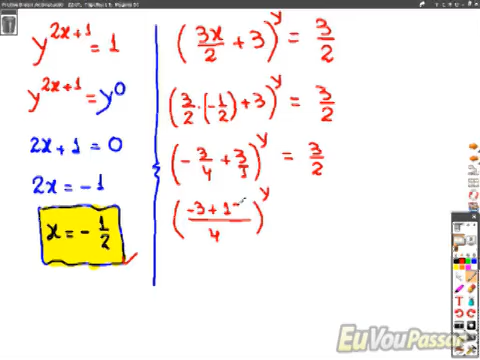 y^{2x+1} = 1
y^{2x+1} = y^0
2x + 1 = 0
2x = -1
x = -1/2
(3x/2 + 3)^y = 3/2
(3/2 · (-1/2) + 3)^y = 3/2
(-3/4 + 3/1)^y = 3/2
(-3 + 1 /4)^y
EuVouPassar